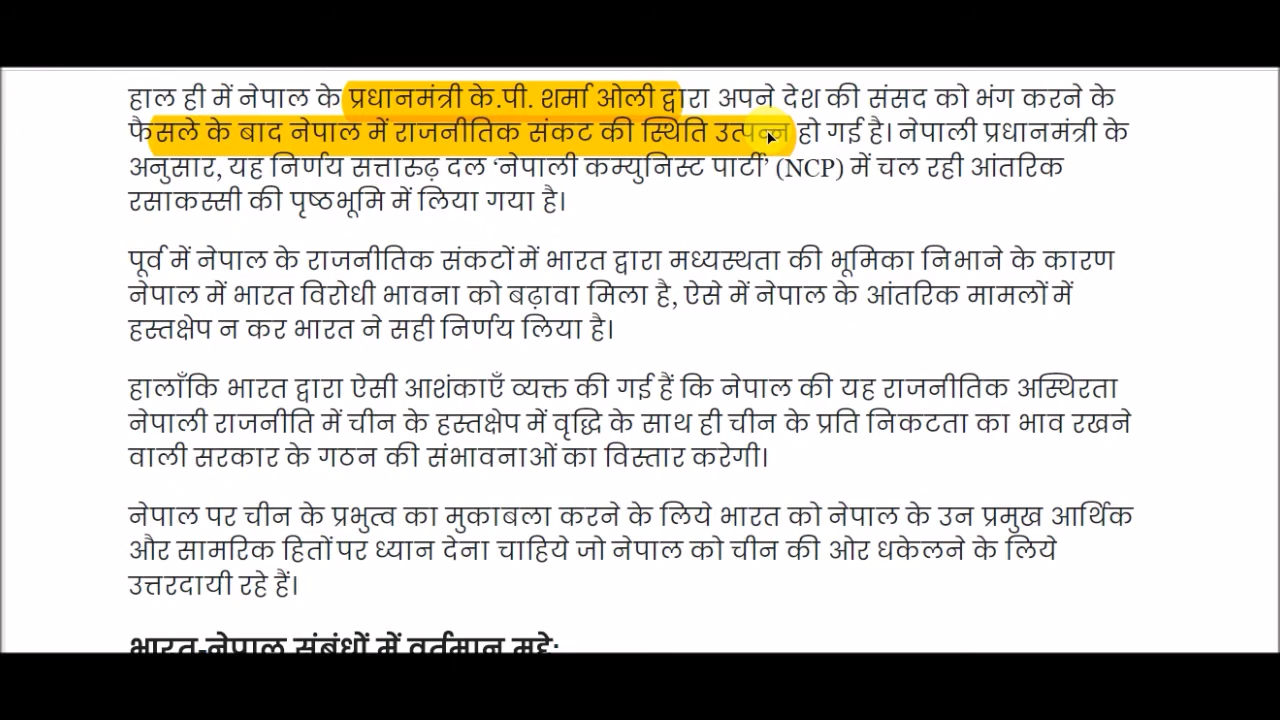 हाल ही में नेपाल के प्रधानमंत्री के.पी. शर्मा ओली द्वारा अपने देश की संसद को भंग करने के
फैसले के बाद नेपाल में राजनीतिक संकट की स्थिति उत्पन्न हो गई है। नेपाली प्रधानमंत्री के
अनुसार, यह निर्णय सत्तारुढ़ दल ‘नेपाली कम्युनिस्ट पार्टी’ (NCP) में चल रही आंतरिक
रसाकस्सी की पृष्ठभूमि में लिया गया है।
पूर्व में नेपाल के राजनीतिक संकटों में भारत द्वारा मध्यस्थता की भूमिका निभाने के कारण
नेपाल में भारत विरोधी भावना को बढ़ावा मिला है, ऐसे में नेपाल के आंतरिक मामलों में
हस्तक्षेप न कर भारत ने सही निर्णय लिया है।
हालाँकि भारत द्वारा ऐसी आशंकाएँ व्यक्त की गई हैं कि नेपाल की यह राजनीतिक अस्थिरता
नेपाली राजनीति में चीन के हस्तक्षेप में वृद्धि के साथ ही चीन के प्रति निकटता का भाव रखने
वाली सरकार के गठन की संभावनाओं का विस्तार करेगी।
नेपाल पर चीन के प्रभुत्व का मुकाबला करने के लिये भारत को नेपाल के उन प्रमुख आर्थिक
और सामरिक हितों पर ध्यान देना चाहिये जो नेपाल को चीन की ओर धकेलने के लिये
उत्तरदायी रहे हैं।
भारत-नेपाल संबंधों में वर्तमान मुद्दे: